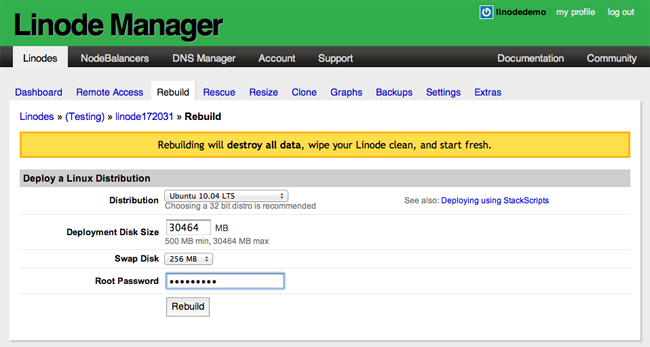 Linode Manager
linodedemo my profile log out
Linodes NodeBalancers DNS Manager Account Support Documentation Community
Dashboard Remote Access Rebuild Rescue Resize Clone Graphs Backups Settings Extras
Linodes » (Testing) » linode172031 » Rebuild
Rebuilding will destroy all data, wipe your Linode clean, and start fresh.
Deploy a Linux Distribution
Distribution Ubuntu 10.04 LTS See also: Deploying using StackScripts
Choosing a 32 bit distro is recommended
Deployment Disk Size 30464 MB
500 MB min, 30464 MB max
Swap Disk 256 MB
Root Password •••••••••
Rebuild